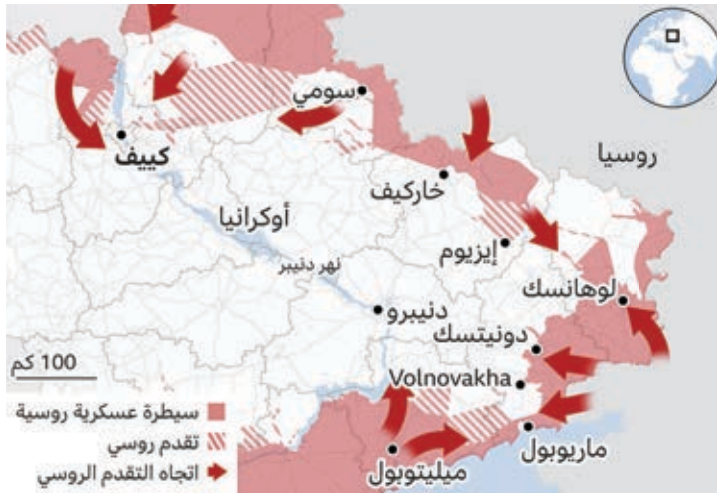 سومي
كييف
روسيا
خاركيف
أوكرانيا
إيزيوم
نهر دنيبر
لوهانسك
دنيبرو
دونيتسك
100 كم
Volnovakha
سيطرة عسكرية روسية
تقدم روسي
ماريوبول
ميليتوبول
اتجاه التقدم الروسي